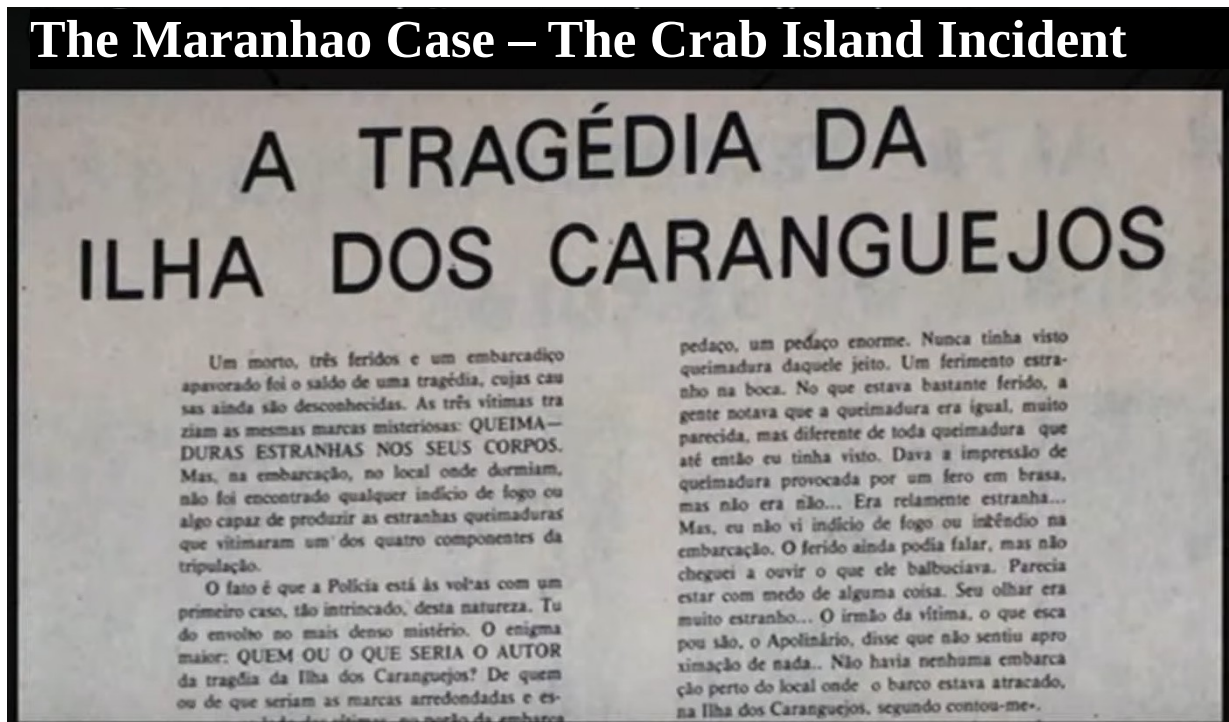 The Maranhao Case – The Crab Island Incident
A TRAGÉDIA DA
ILHA DOS CARANGUEJOS
Um morto, três feridos e um embarcadiço
apavorado foi o saldo de uma tragédia, cujas cau
sas ainda são desconhecidas. As três vítimas tra
ziam as mesmas marcas misteriosas: QUEIMA—
DURAS ESTRANHAS NOS SEUS CORPOS.
Mas, na embarcação, no local onde dormiam,
não foi encontrado qualquer indício de fogo ou
algo capaz de produzir as estranhas queimaduras
que vitimaram um dos quatro componentes da
tripulação.
O fato é que a Polícia está às voltas com um
primeiro caso, tão intrincado, desta natureza. Tu
do envolto no mais denso mistério. O enigma
maior: QUEM OU O QUE SERIA O AUTOR
da tragédia da Ilha dos Caranguejos? De quem
ou de que seriam as marcas arredondadas e es-
das vítimas, no porão da embarca
pedaço, um pedaço enorme. Nunca tinha visto
queimadura daquele jeito. Um ferimento estra-
nho na boca. No que estava bastante ferido, a
gente notava que a queimadura era igual, muito
parecida, mas diferente de toda queimadura que
até então eu tinha visto. Dava a impressão de
queimadura provocada por um fero em brasa,
mas não era não... Era relamente estranha...
Mas, eu não vi indício de fogo ou intêndio na
embarcação. O ferido ainda podia falar, mas não
cheguei a ouvir o que ele balbuciava. Parecia
estar com medo de alguma coisa. Seu olhar era
muito estranho... O irmão da vítima, o que esca
pou são, o Apolinário, disse que não sentiu apro
ximação de nada.. Não havia nenhuma embarca
ção perto do local onde o barco estava atracado,
na Ilha dos Caranguejos, segundo contou-me».